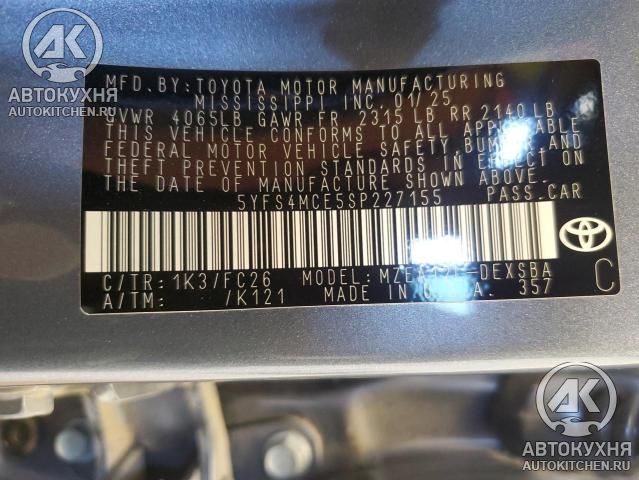 АК
АВТОКУХНЯ
AUTOKITCHEN.RU
MFD. BY: TOYOTA MOTOR MANUFACTURING
MISSISSIPPI INC. 01/25
GVWR 4065LB GAWR FR 2315 LB RR 2140 LB
THIS VEHICLE CONFORMS TO ALL APPLICABLE
FEDERAL MOTOR VEHICLE SAFETY, BUMPER, AND
THEFT PREVENTION STANDARDS IN EFFECT ON
THE DATE OF MANUFACTURE SHOWN ABOVE.
5YFS4MCE5SP227155 PASS. CAR
C/TR: 1K3/FC26 MODEL: DEXSBA
A/TM: /K121 MADE IN U.S.A. 357
C
АК
АВТОКУХНЯ
AUTOKITCHEN.RU